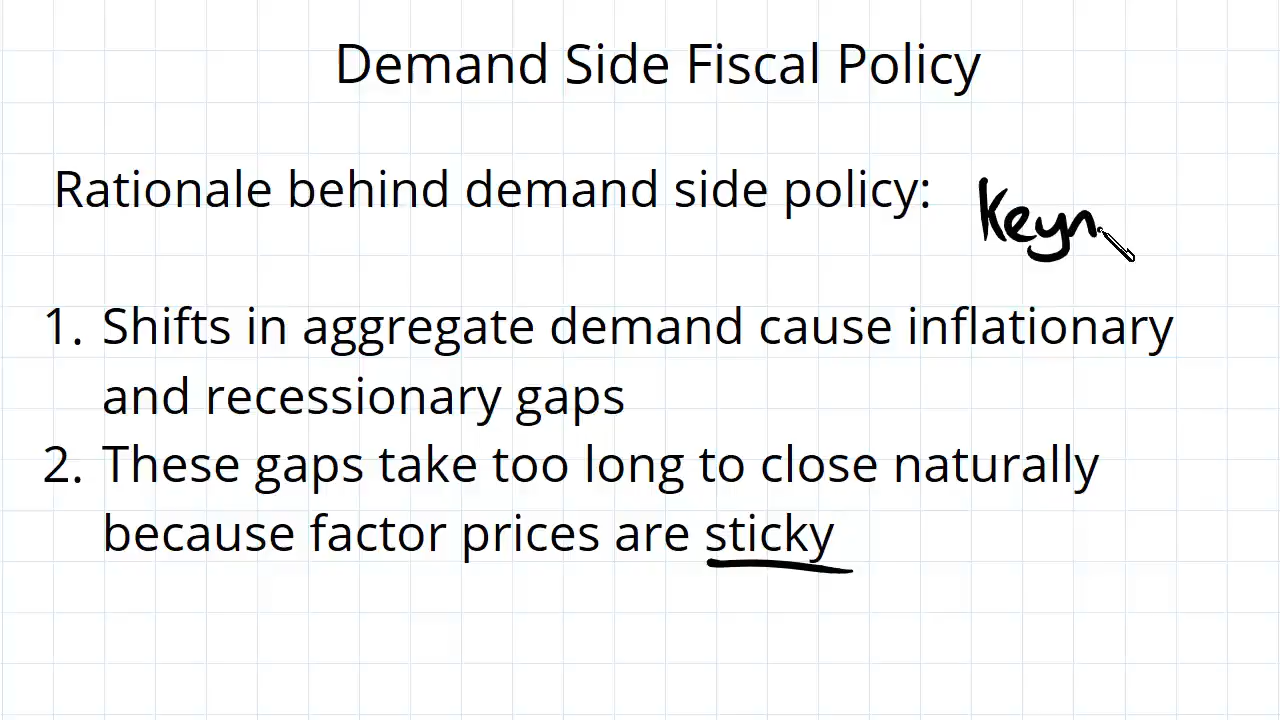 Demand Side Fiscal Policy
Rationale behind demand side policy: Keyn
1. Shifts in aggregate demand cause inflationary
and recessionary gaps
2. These gaps take too long to close naturally
because factor prices are sticky